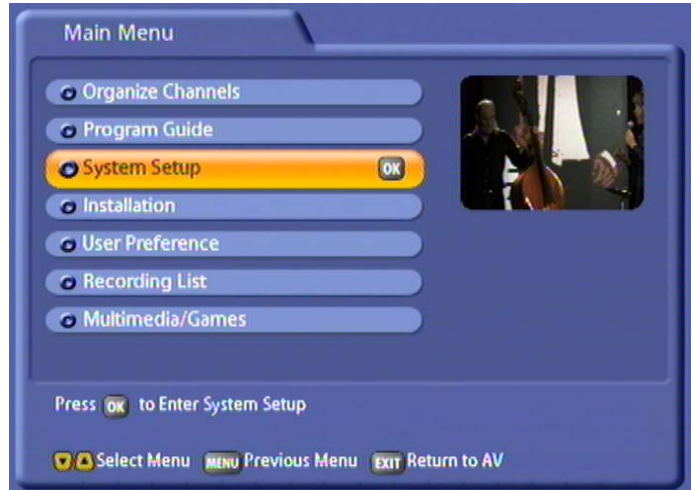 Main Menu
Organize Channels
Program Guide
System Setup OK
Installation
User Preference
Recording List
Multimedia/Games
Press OK to Enter System Setup
Select Menu MENU Previous Menu EXIT Return to AV